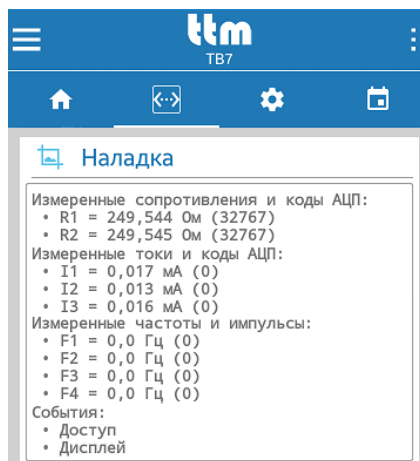 ttm
ТВ7
Наладка
Измеренные сопротивления и коды АЦП:
• R1 = 249,544 Ом (32767)
• R2 = 249,545 Ом (32767)
Измеренные токи и коды АЦП:
• I1 = 0,017 мА (0)
• I2 = 0,013 мА (0)
• I3 = 0,016 мА (0)
Измеренные частоты и импульсы:
• F1 = 0,0 Гц (0)
• F2 = 0,0 Гц (0)
• F3 = 0,0 Гц (0)
• F4 = 0,0 Гц (0)
События:
• Доступ
• Дисплей